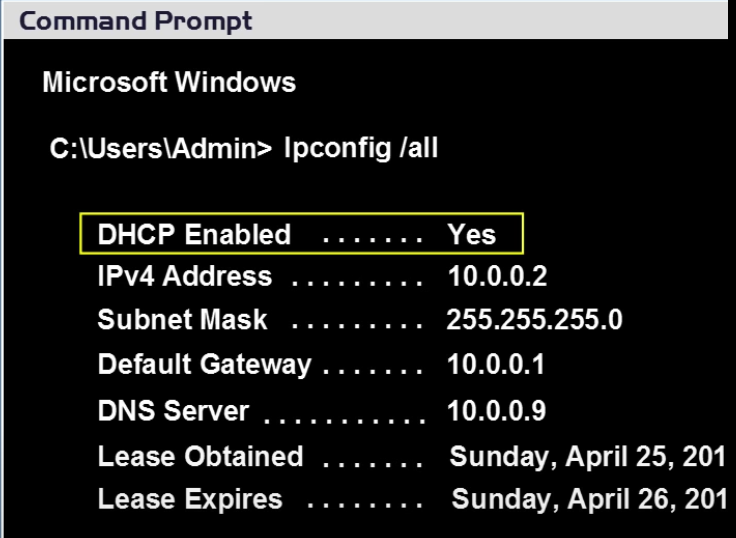 Command Prompt
Microsoft Windows
C:\Users\Admin> Ipconfig /all
DHCP Enabled ....... Yes
IPv4 Address ......... 10.0.0.2
Subnet Mask ......... 255.255.255.0
Default Gateway ....... 10.0.0.1
DNS Server ........... 10.0.0.9
Lease Obtained ....... Sunday, April 25, 201
Lease Expires ........ Sunday, April 26, 201